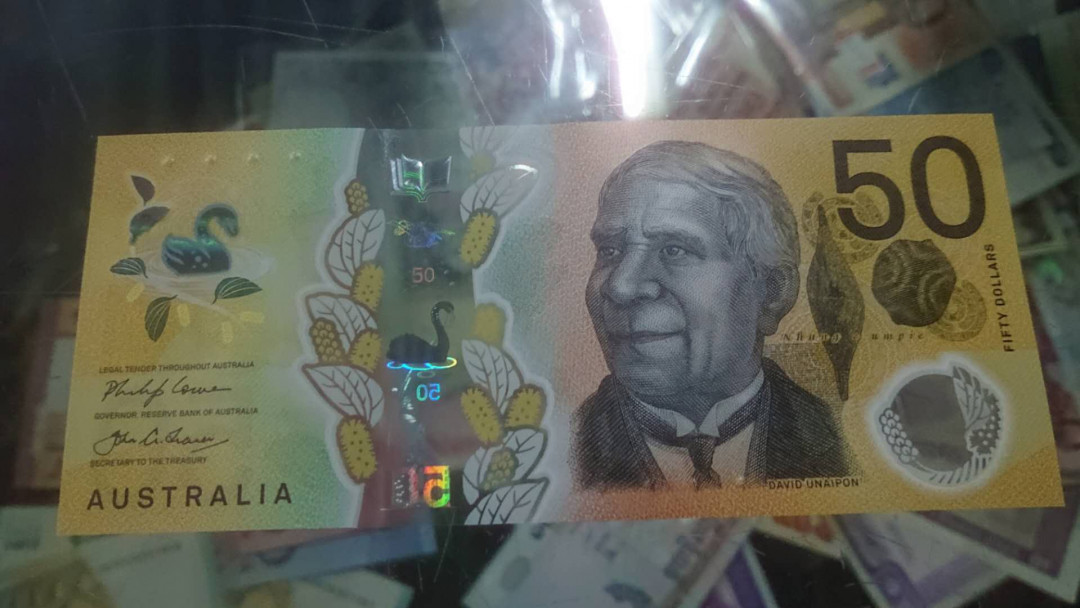 50
FIFTY DOLLARS
50
50
LEGAL TENDER THROUGHOUT AUSTRALIA
GOVERNOR, RESERVE BANK OF AUSTRALIA
SECRETARY TO THE TREASURY
AUSTRALIA
DAVID UNAIPON